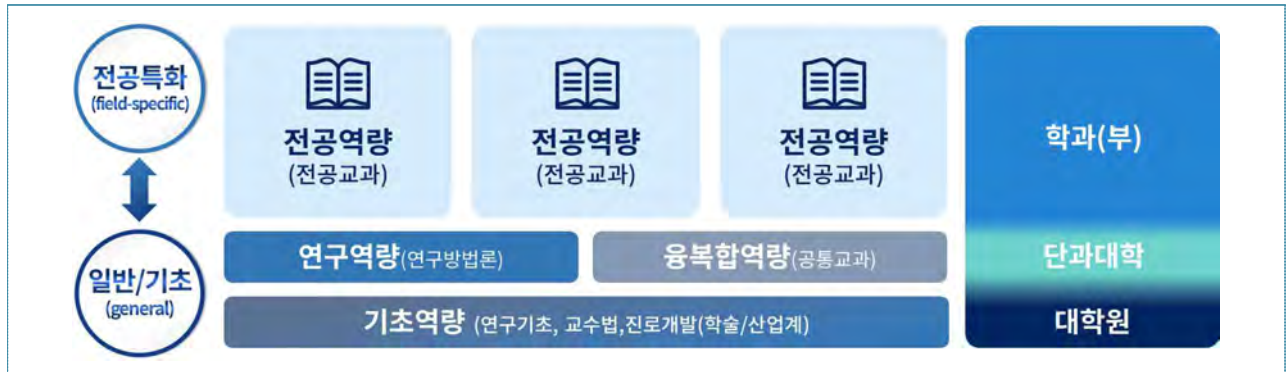 전공특화
(field-specific)
전공역량
(전공교과)
전공역량
(전공교과)
전공역량
(전공교과)
학과(부)
일반/기초
(general)
연구역량(연구방법론)
융복합역량(공통교과)
단과대학
기초역량 (연구기초, 교수법,진로개발(학술/산업계)
대학원